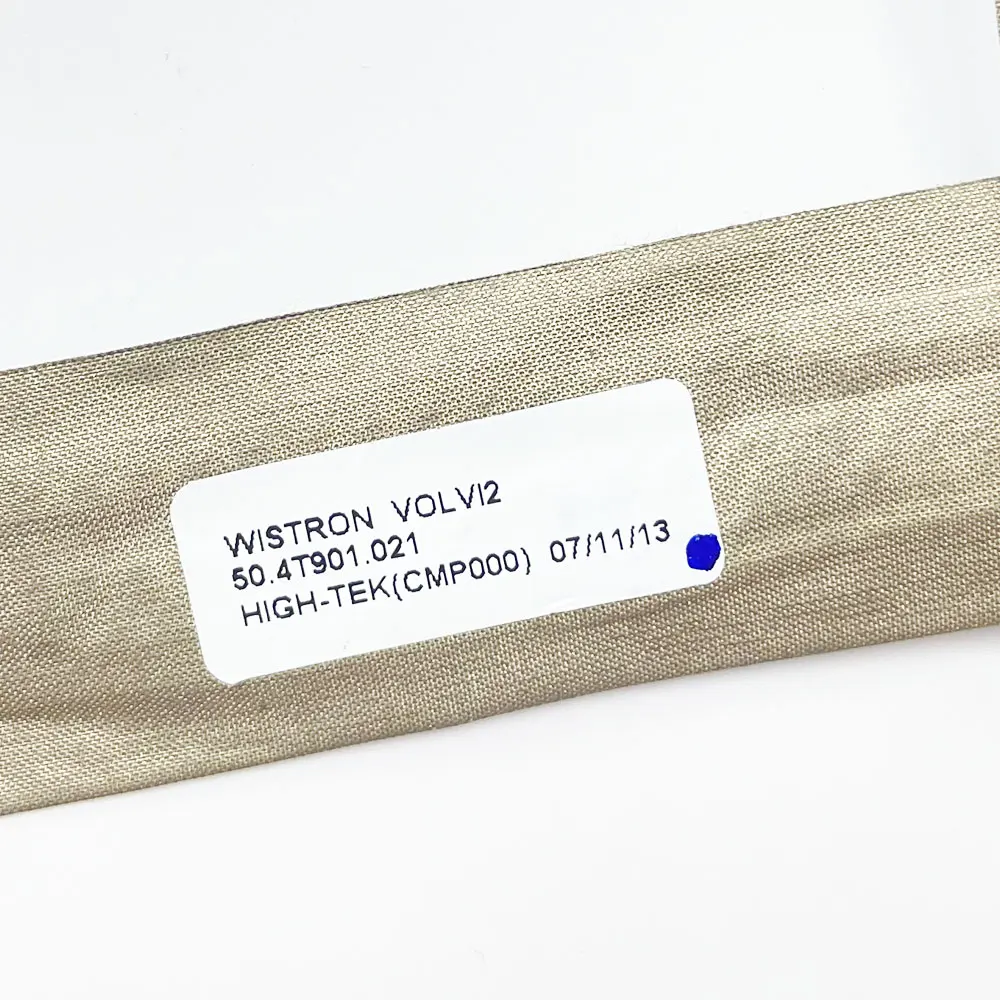 WISTRON VOLVI2
50.4T901.021
HIGH-TEK(CMP000) 07/11/13